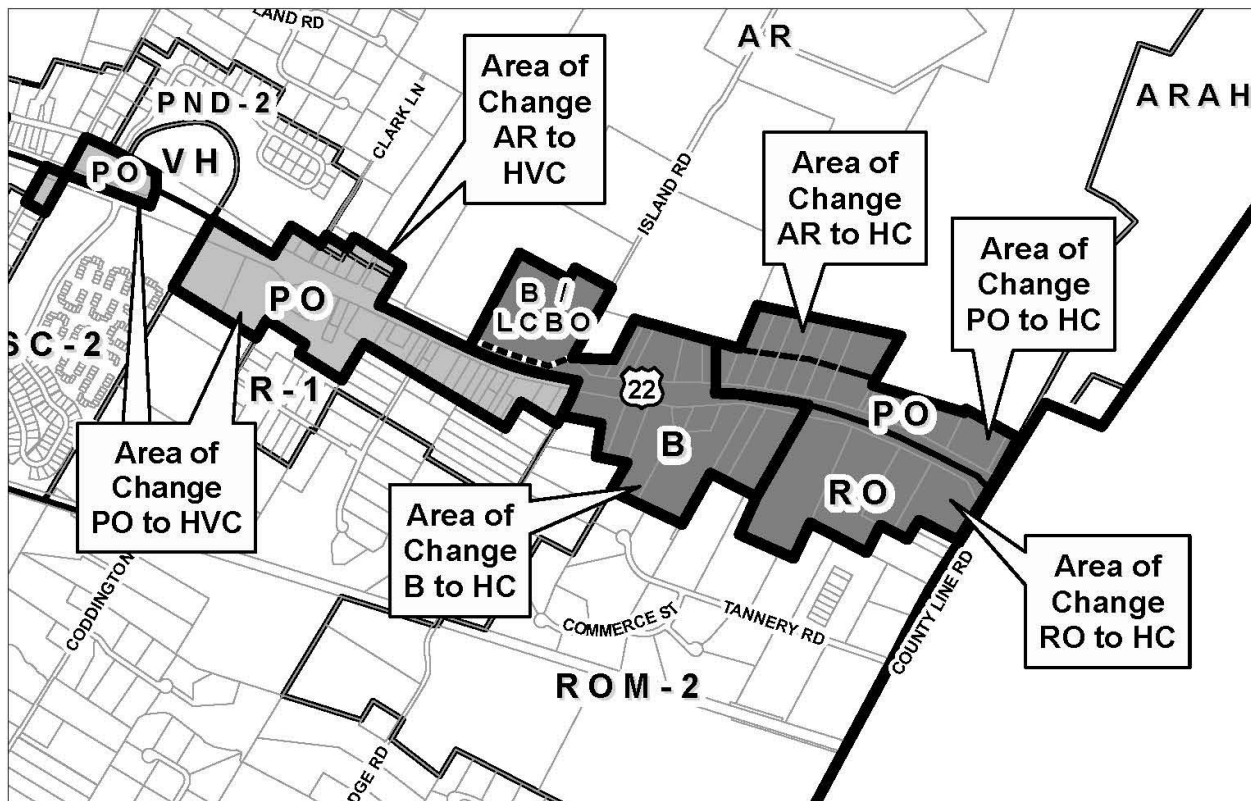 LAND RD
AR
ARAH
PND-2
CLARK LN
Area of
Change
AR to
HVC
VH
PO
ISLAND RD
Area of
Change
AR to HC
Area of
Change
PO to HC
B /
LCBO
PO
SC-2
R-1
22
PO
B
RO
Area of
Change
PO to HVC
Area of
Change
B to HC
Area of
Change
RO to HC
CODDINGTON
COMMERCE ST
TANNERY RD
COUNTY LINE RD
ROM-2
DGE RD